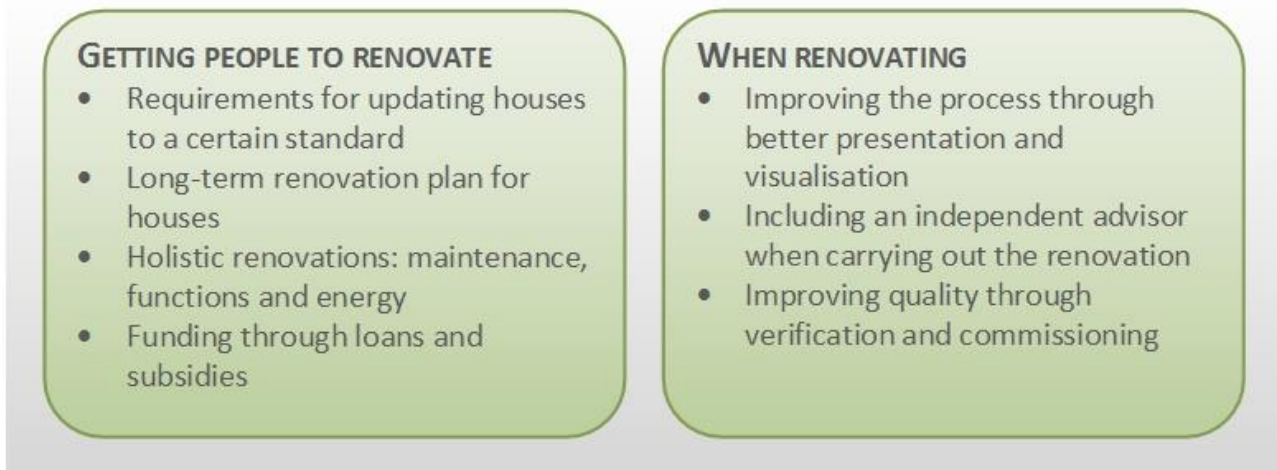 GETTING PEOPLE TO RENOVATE
• Requirements for updating houses
to a certain standard
• Long-term renovation plan for
houses
• Holistic renovations: maintenance,
functions and energy
• Funding through loans and
subsidies
WHEN RENOVATING
• Improving the process through
better presentation and
visualisation
• Including an independent advisor
when carrying out the renovation
• Improving quality through
verification and commissioning